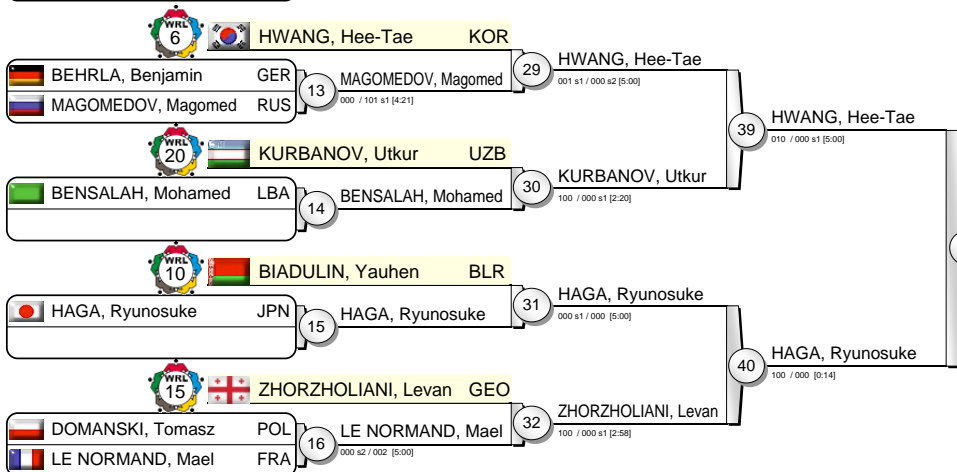 WRL 6 HWANG, Hee-Tae KOR
BEHRLA, Benjamin GER
MAGOMEDOV, Magomed RUS
13 MAGOMEDOV, Magomed
000 / 101 s1 [4:21]
29 HWANG, Hee-Tae
001 s1 / 000 s2 [5:00]
WRL 20 KURBANOV, Utkur UZB
BENSALAH, Mohamed LBA
14 BENSALAH, Mohamed
30 KURBANOV, Utkur
100 / 000 s1 [2:20]
39 HWANG, Hee-Tae
010 / 000 s1 [5:00]
WRL 10 BIADULIN, Yauhen BLR
HAGA, Ryunosuke JPN
15 HAGA, Ryunosuke
31 HAGA, Ryunosuke
000 s1 / 000 [5:00]
WRL 15 ZHORZHOLIANI, Levan GEO
DOMANSKI, Tomasz POL
LE NORMAND, Mael FRA
16 LE NORMAND, Mael
000 s2 / 002 [5:00]
32 ZHORZHOLIANI, Levan
100 / 000 s1 [2:58]
40 HAGA, Ryunosuke
100 / 000 [0:14]